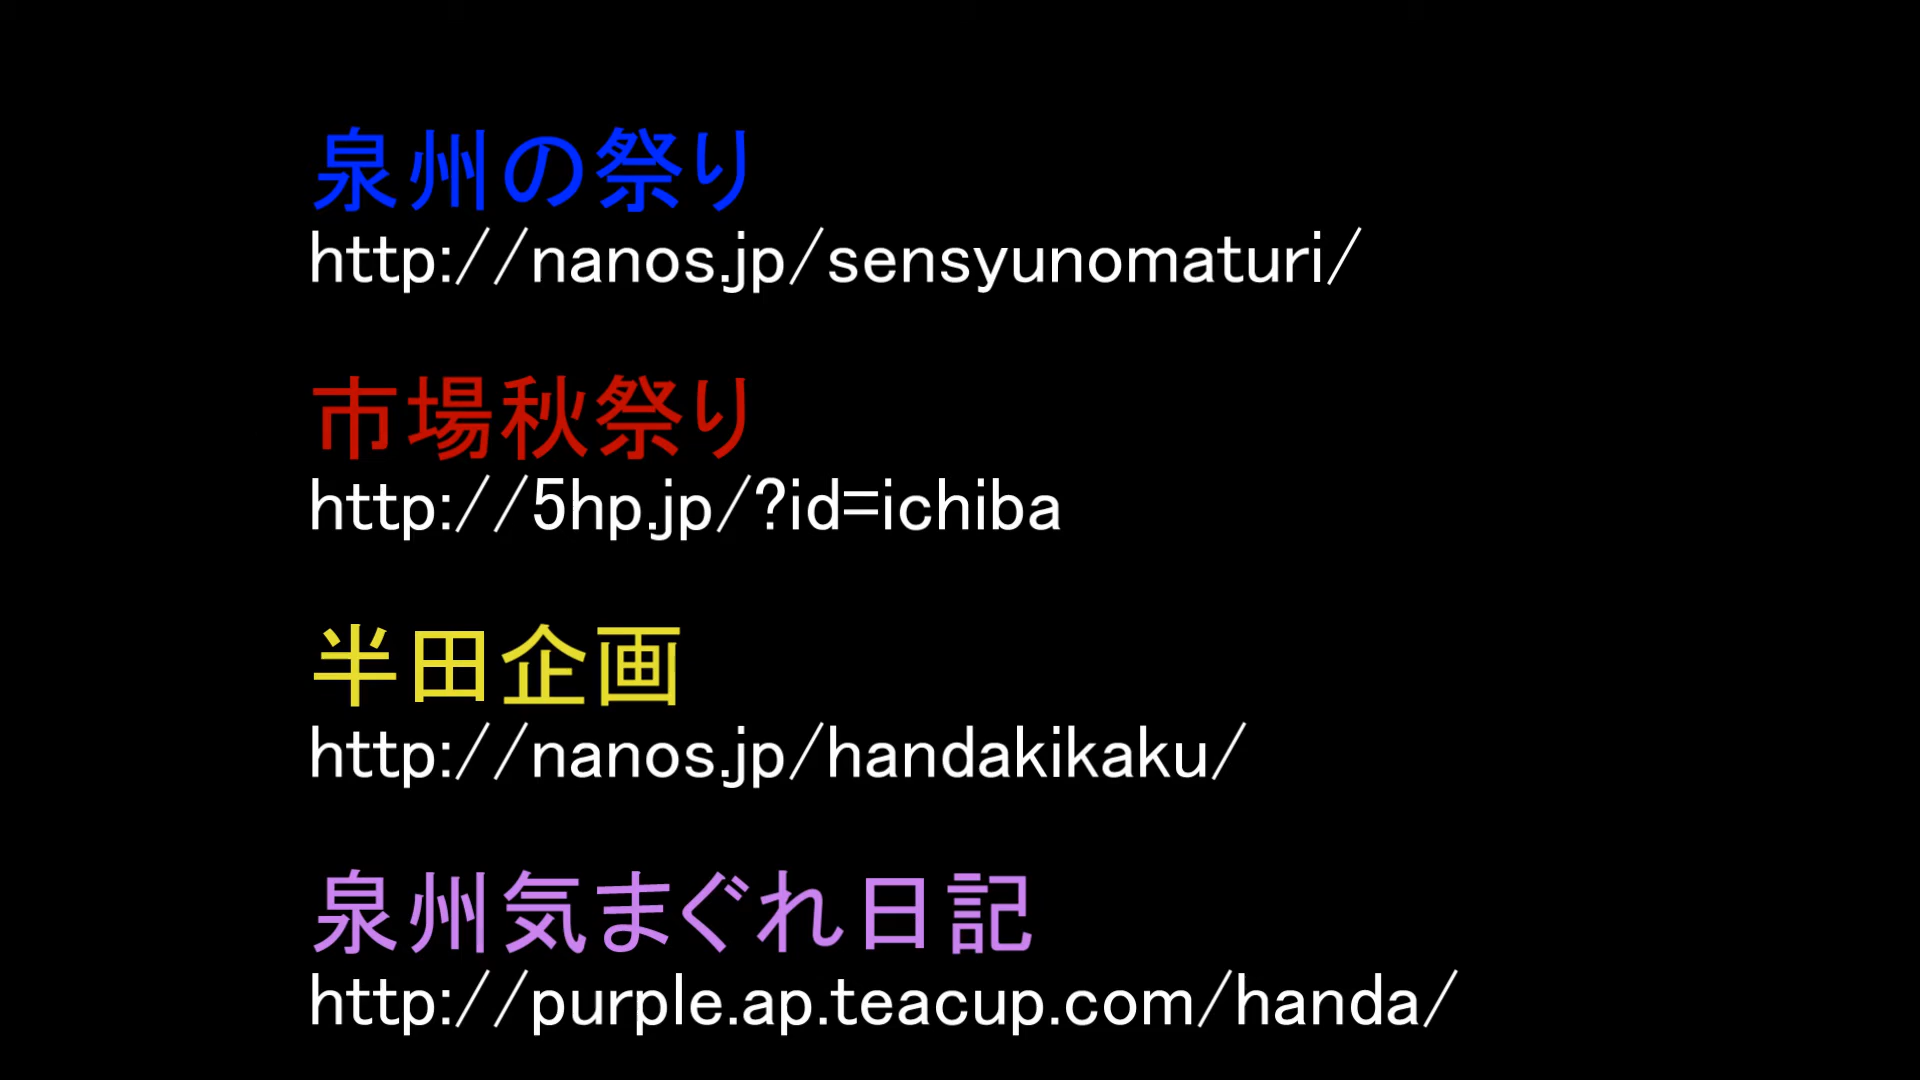 泉州の祭り
http://nanos.jp/sensyunomaturi/
市場秋祭り
http://5hp.jp/?id=ichiba
半田企画
http://nanos.jp/handakikaku/
泉州気まぐれ日記
http://purple.ap.teacup.com/handa/